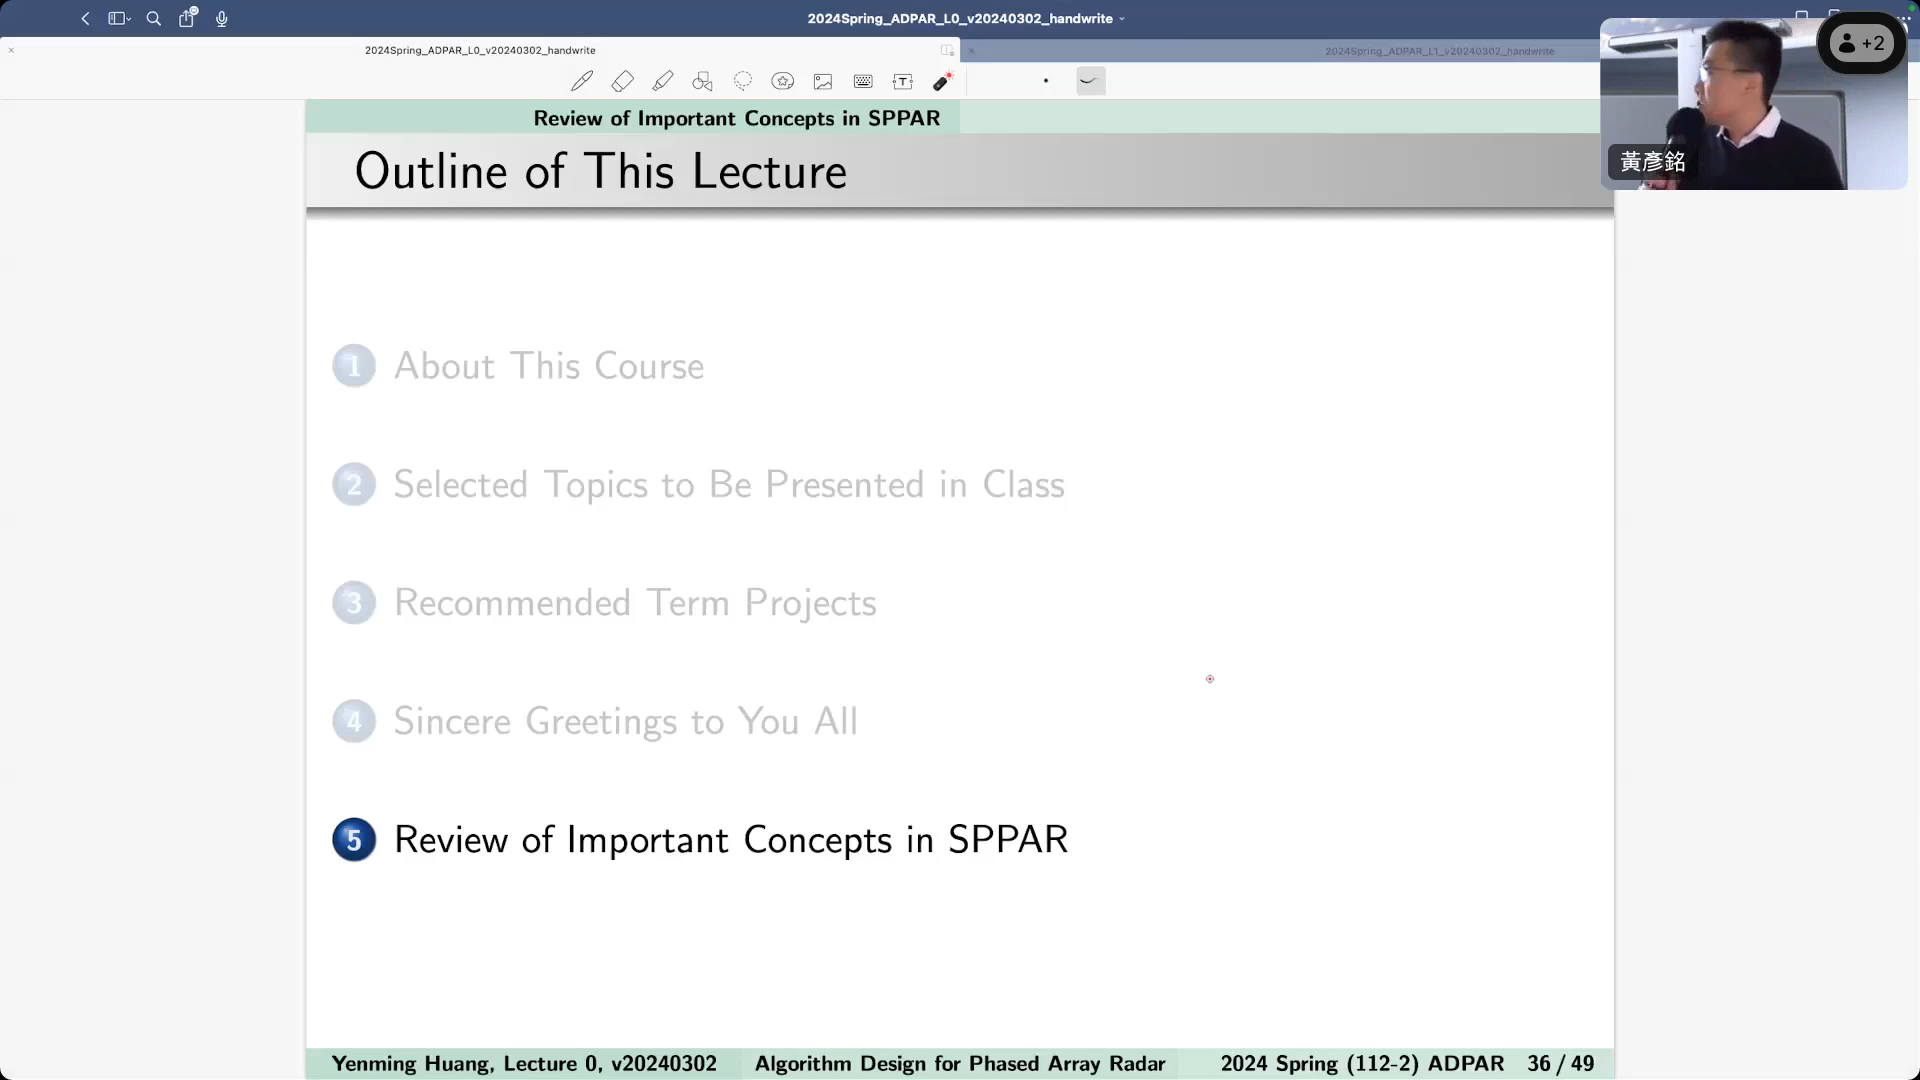 2024Spring_ADPAR_L0_v20240302_handwrite
2024Spring_ADPAR_L0_v20240302_handwrite
2024Spring_ADPAR_L1_v20240302_handwrite
+2
黃彥銘
Review of Important Concepts in SPPAR
Outline of This Lecture
1 About This Course
2 Selected Topics to Be Presented in Class
3 Recommended Term Projects
4 Sincere Greetings to You All
5 Review of Important Concepts in SPPAR
Yenming Huang, Lecture 0, v20240302 Algorithm Design for Phased Array Radar 2024 Spring (112-2) ADPAR 36 / 49